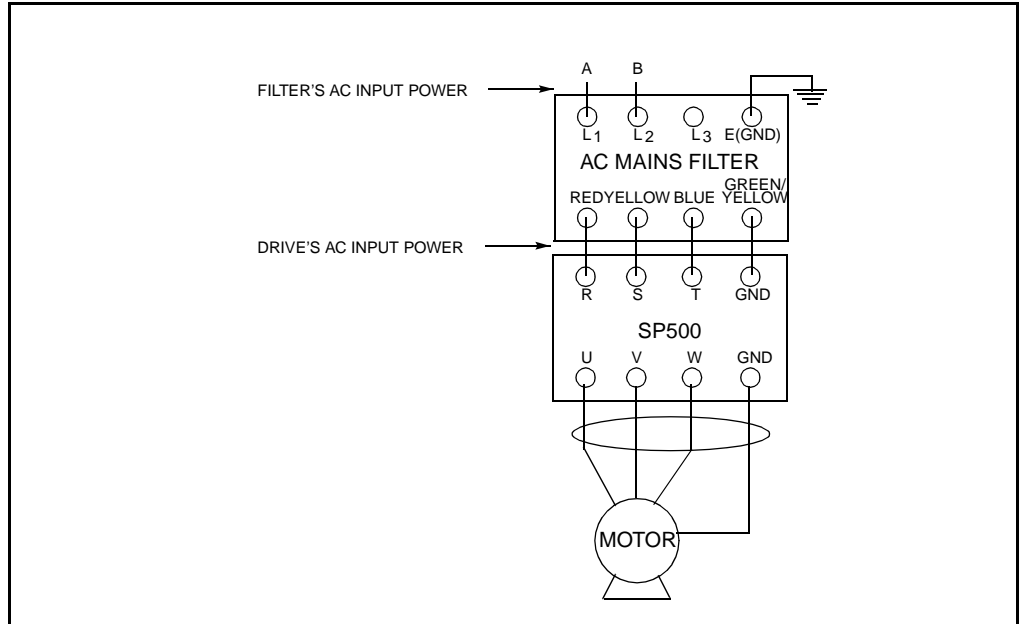 A B
FILTER'S AC INPUT POWER
L1 L2 L3 E(GND)
AC MAINS FILTER
GREEN/
RED YELLOW BLUE YELLOW
DRIVE'S AC INPUT POWER
R S T GND
SP500
U V W GND
MOTOR